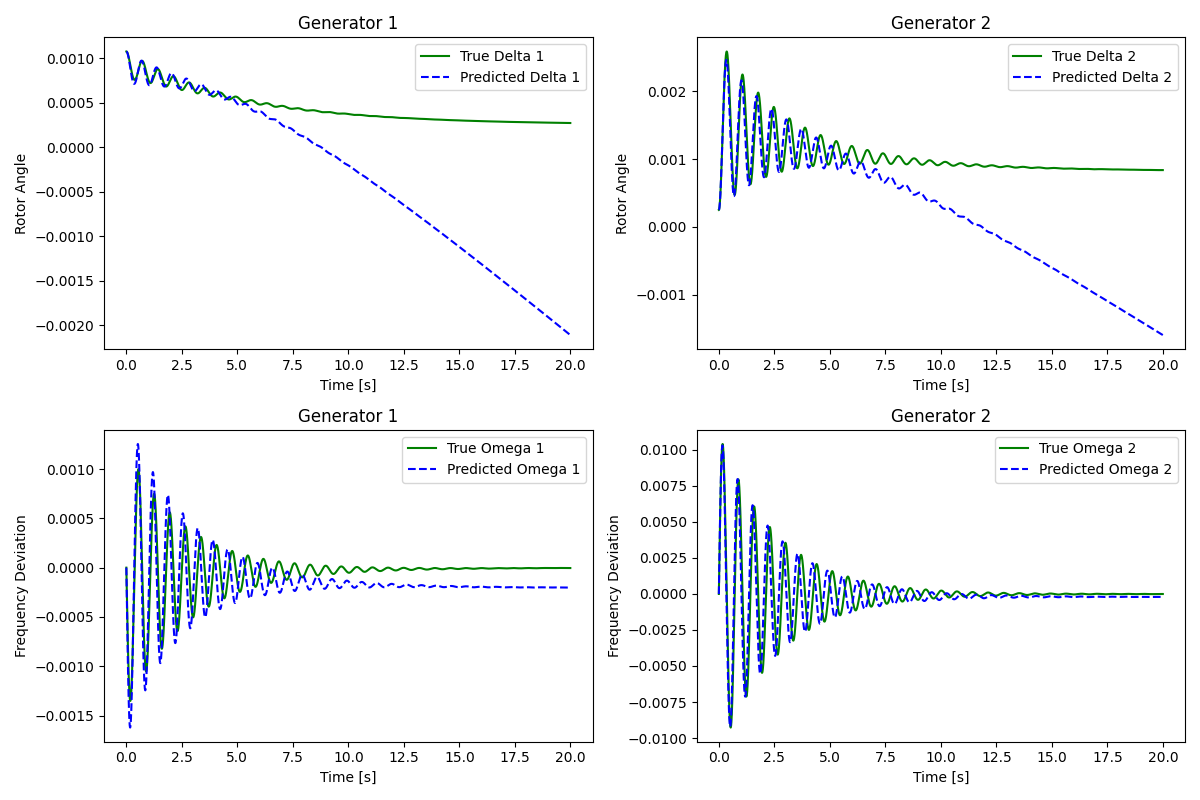 Generator 1
True Delta 1
Predicted Delta 1
0.0010
0.0005
0.0000
−0.0005
−0.0010
−0.0015
−0.0020
Rotor Angle
0.0 2.5 5.0 7.5 10.0 12.5 15.0 17.5 20.0
Time [s]
Generator 2
True Delta 2
Predicted Delta 2
0.002
0.001
0.000
−0.001
Rotor Angle
0.0 2.5 5.0 7.5 10.0 12.5 15.0 17.5 20.0
Time [s]
Generator 1
True Omega 1
Predicted Omega 1
0.0010
0.0005
0.0000
−0.0005
−0.0010
−0.0015
Frequency Deviation
0.0 2.5 5.0 7.5 10.0 12.5 15.0 17.5 20.0
Time [s]
Generator 2
True Omega 2
Predicted Omega 2
0.0100
0.0075
0.0050
0.0025
0.0000
−0.0025
−0.0050
−0.0075
−0.0100
Frequency Deviation
0.0 2.5 5.0 7.5 10.0 12.5 15.0 17.5 20.0
Time [s]